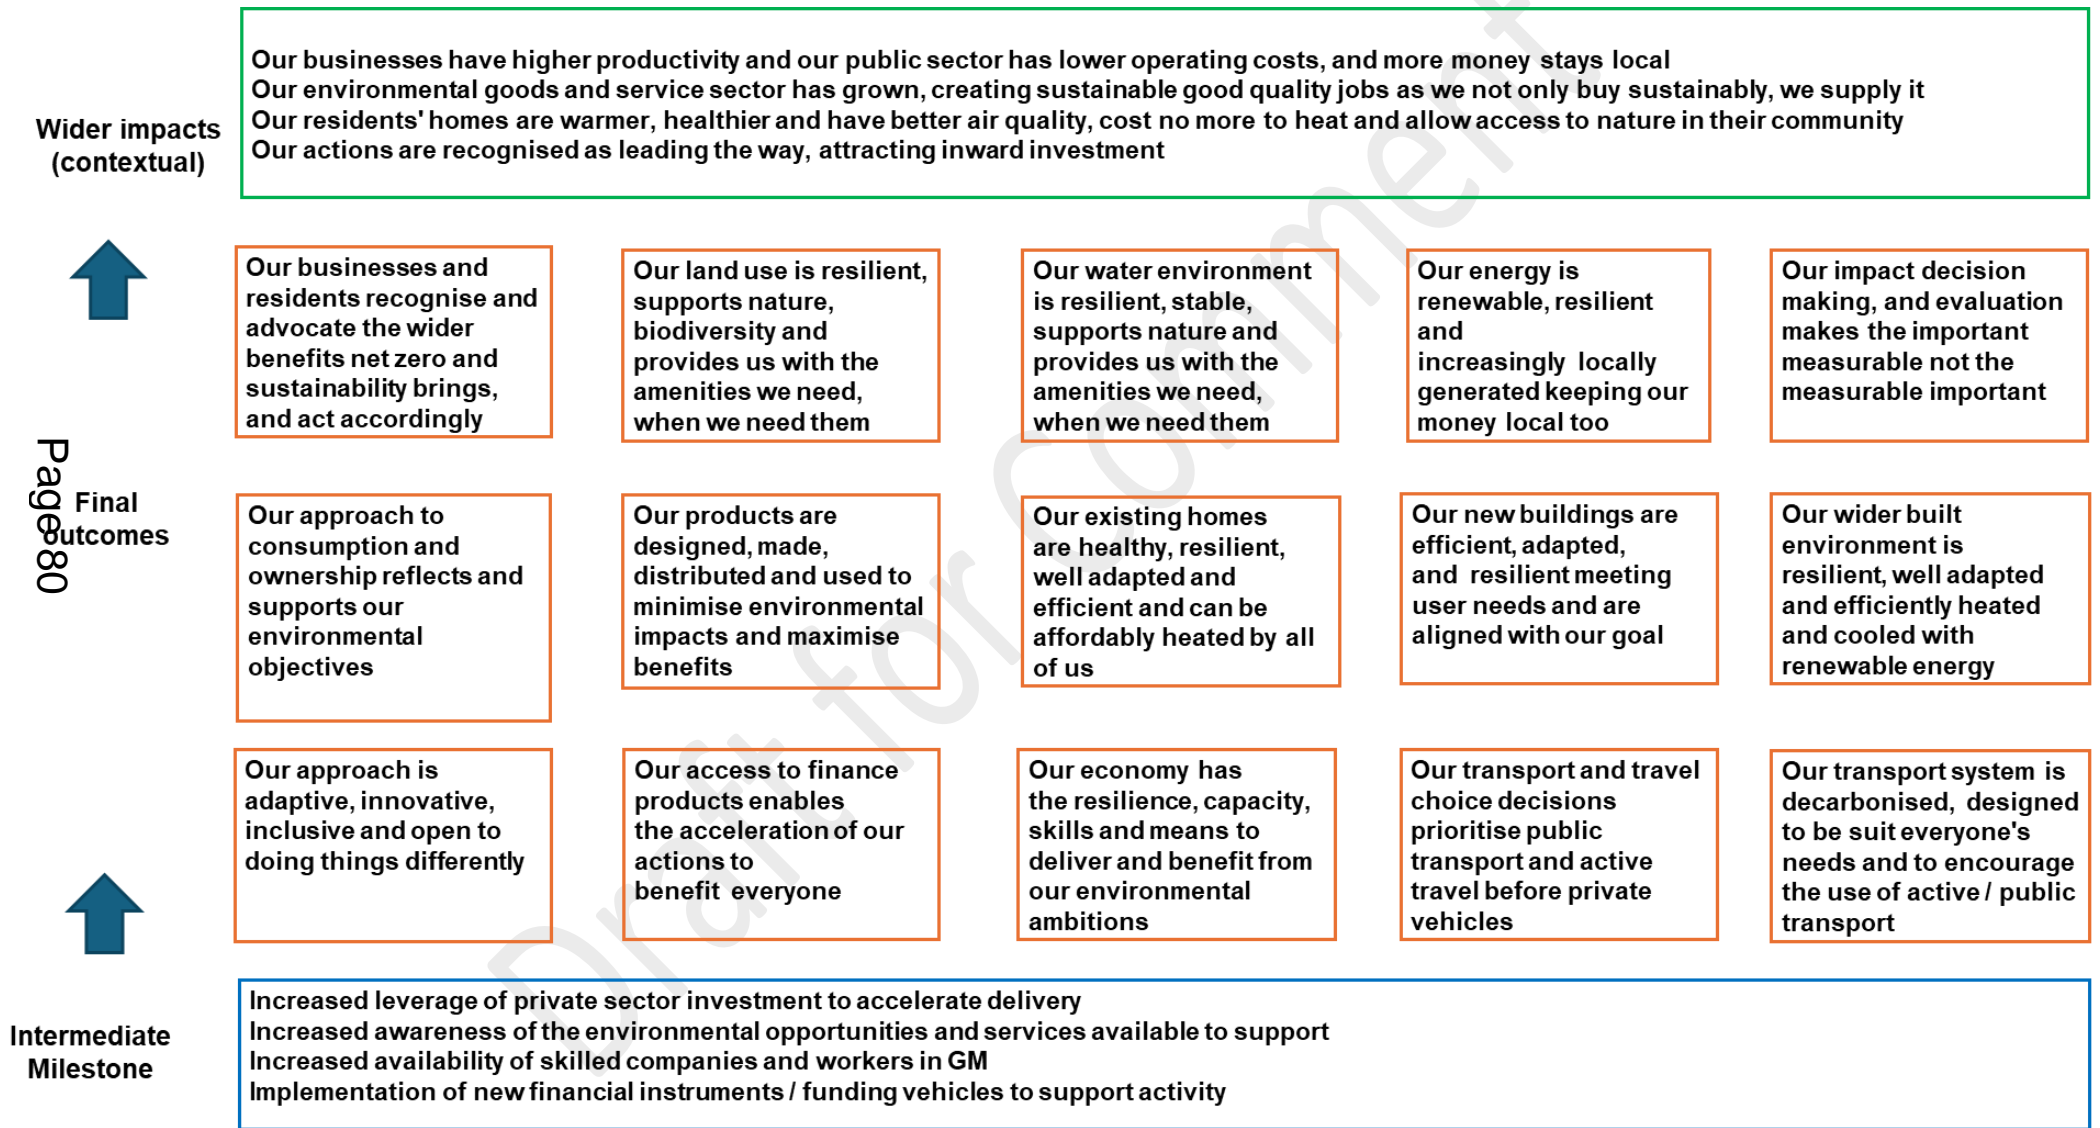 Our businesses have higher productivity and our public sector has lower operating costs, and more money stays local
Our environmental goods and service sector has grown, creating sustainable good quality jobs as we not only buy sustainably, we supply it
Our residents' homes are warmer, healthier and have better air quality, cost no more to heat and allow access to nature in their community
Our actions are recognised as leading the way, attracting inward investment
Wider impacts
(contextual)
Our businesses and
residents recognise and
advocate the wider
benefits net zero and
sustainability brings,
and act accordingly
Our land use is resilient,
supports nature,
biodiversity and
provides us with the
amenities we need,
when we need them
Our water environment
is resilient, stable,
supports nature and
provides us with the
amenities we need,
when we need them
Our energy is
renewable, resilient
and
increasingly locally
generated keeping our
money local too
Our impact decision
making, and evaluation
makes the important
measurable not the
measurable important
Page 80
Final
outcomes
Our approach to
consumption and
ownership reflects and
supports our
environmental
objectives
Our products are
designed, made,
distributed and used to
minimise environmental
impacts and maximise
benefits
Our existing homes
are healthy, resilient,
well adapted and
efficient and can be
affordably heated by all
of us
Our new buildings are
efficient, adapted,
and resilient meeting
user needs and are
aligned with our goal
Our wider built
environment is
resilient, well adapted
and efficiently heated
and cooled with
renewable energy
Our approach is
adaptive, innovative,
inclusive and open to
doing things differently
Our access to finance
products enables
the acceleration of our
actions to
benefit everyone
Our economy has
the resilience, capacity,
skills and means to
deliver and benefit from
our environmental
ambitions
Our transport and travel
choice decisions
prioritise public
transport and active
travel before private
vehicles
Our transport system is
decarbonised, designed
to be suit everyone's
needs and to encourage
the use of active / public
transport
Intermediate
Milestone
Increased leverage of private sector investment to accelerate delivery
Increased awareness of the environmental opportunities and services available to support
Increased availability of skilled companies and workers in GM
Implementation of new financial instruments / funding vehicles to support activity
Draft for Comment